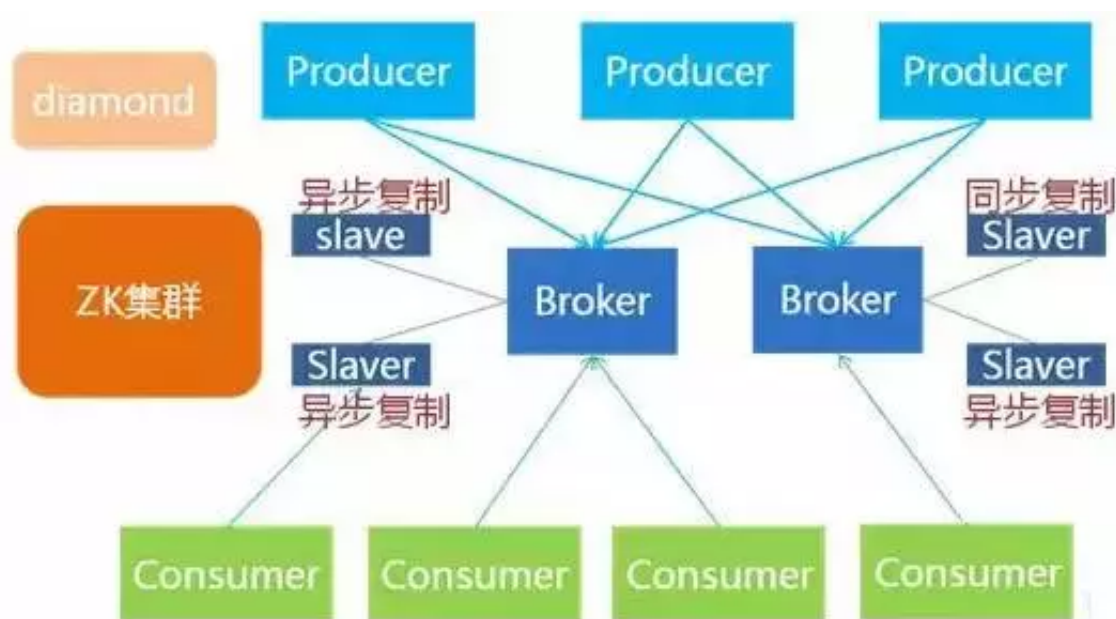 Producer
Producer
Producer
diamond
异步复制
slave
同步复制
Slaver
ZK集群
Broker
Broker
Slaver
异步复制
Slaver
异步复制
Consumer
Consumer
Consumer
Consumer